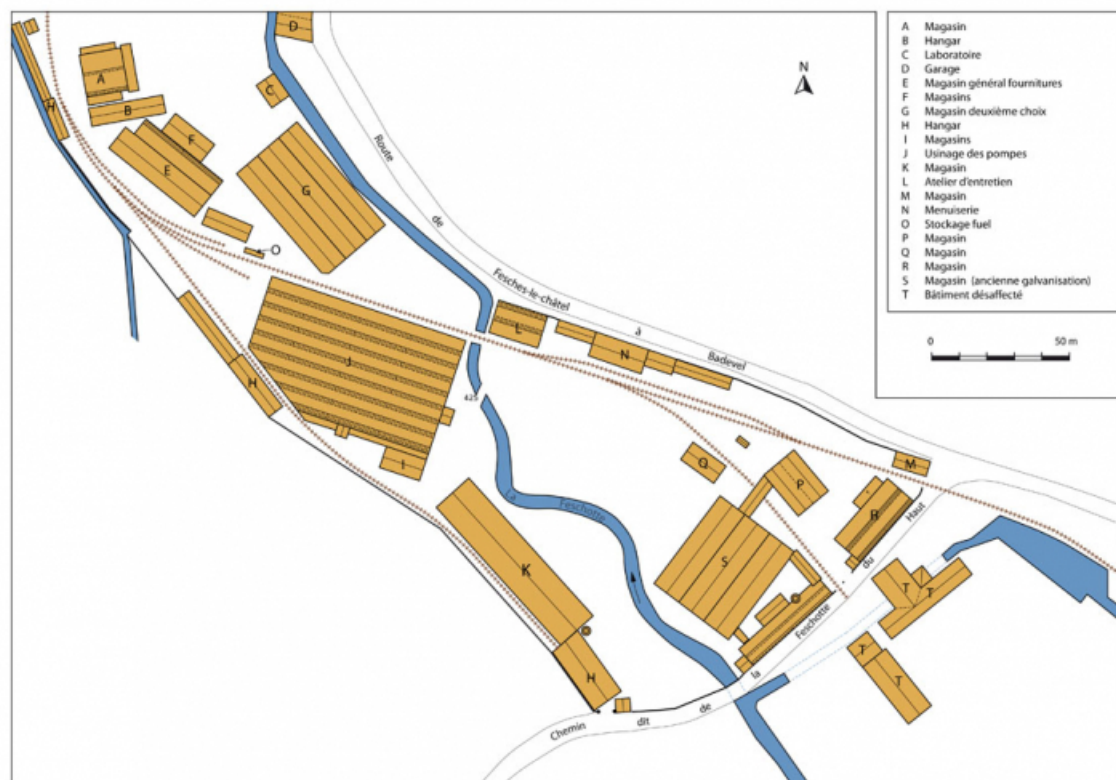 A Magasin
B Hangar
C Laboratoire
D Garage
E Magasin général fournitures
F Magasins
G Magasin deuxième choix
H Hangar
I Magasins
J Usinage des pompes
K Magasin
L Atelier d'entretien
M Magasin
N Menuiserie
O Stockage fuel
P Magasin
Q Magasin
R Magasin
S Magasin (ancienne galvanisation)
T Bâtiment désaffecté
0 50 m
N
D
A
C
H
B
F
E
G
O
Route de Fesches-le-châtel à Badevel
L
N
J
H
425
I
Q
P
M
La Feschotte
R
K
S
T
T
T
T
H
Chemin dit de la Feschotte du Haut